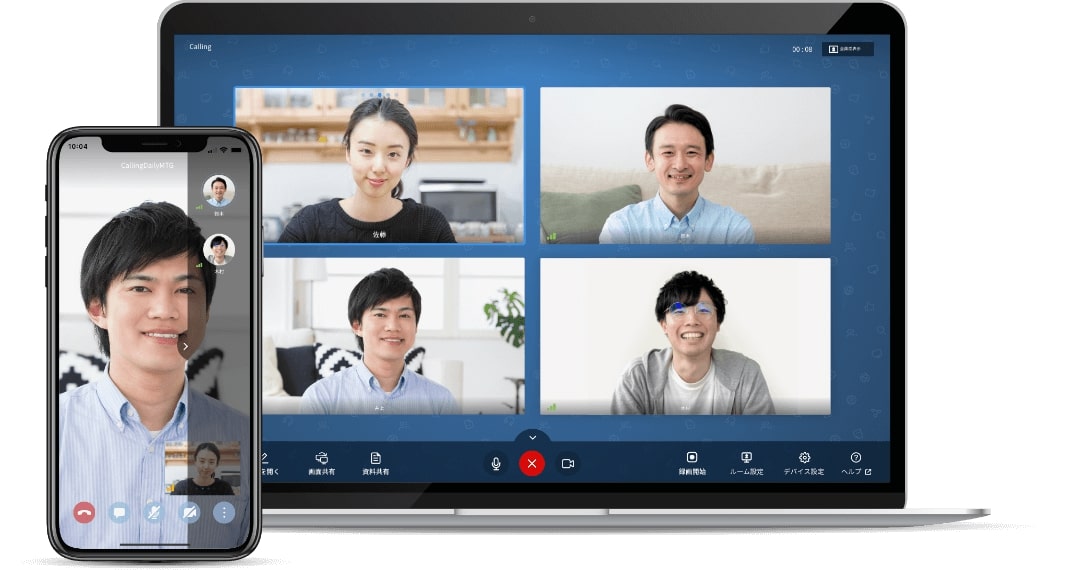 Calling
00 : 08
佐藤
を開く
画面共有
資料共有
録画開始
ルーム設定
デバイス設定
ヘルプ
10:04
CallingDailyMTG
鈴木
木村